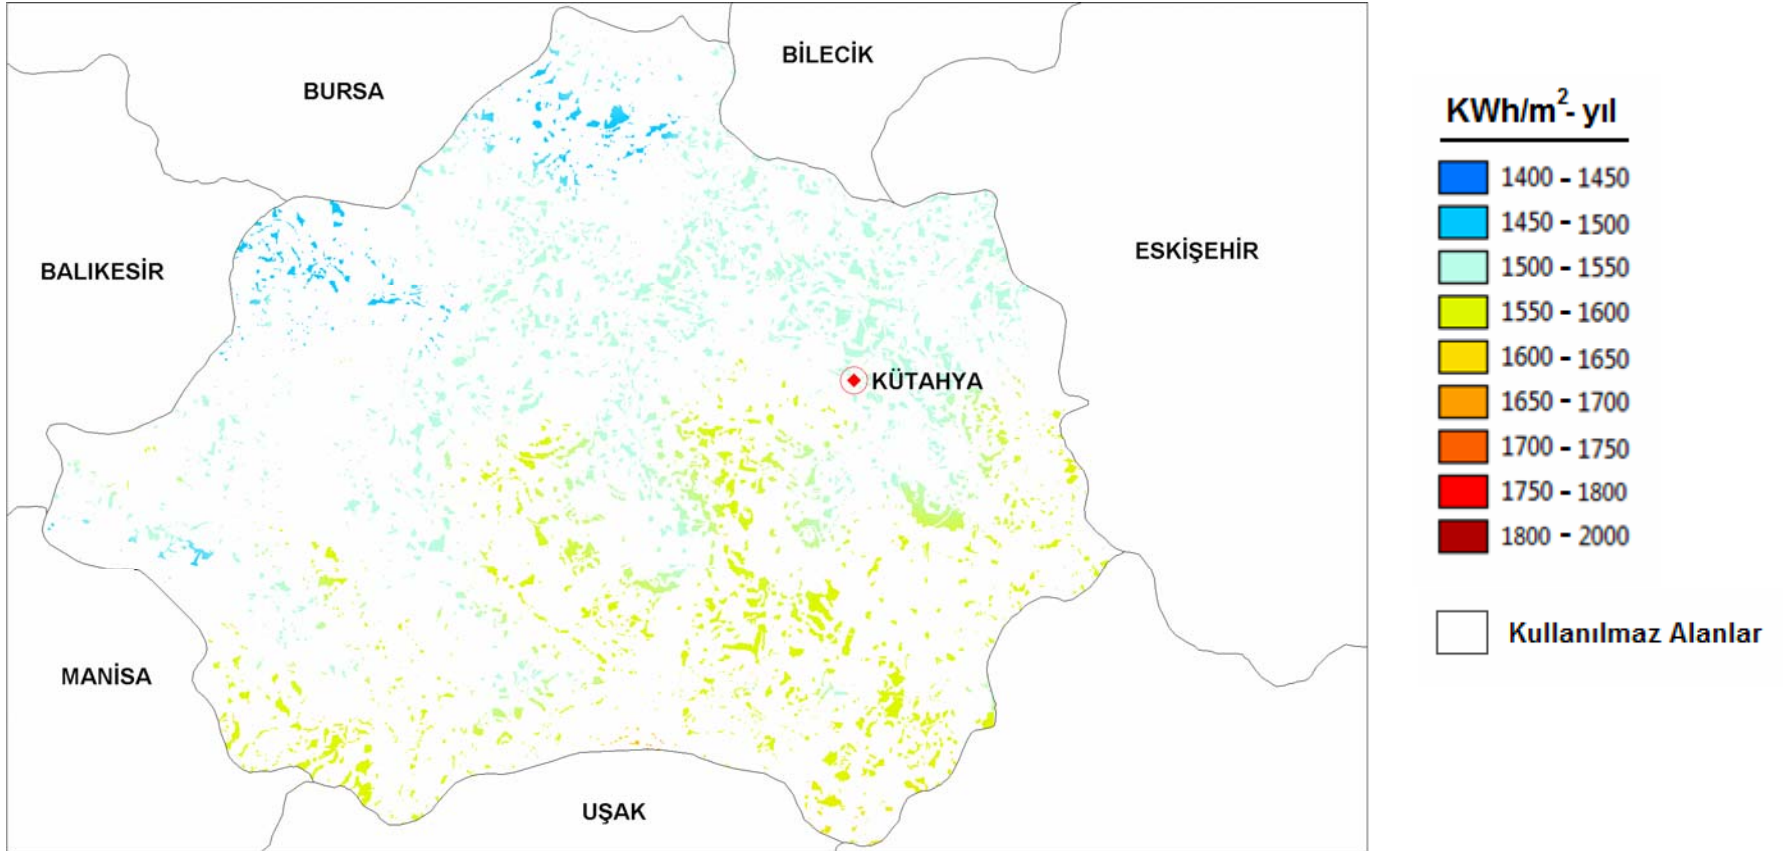 BİLECİK
BURSA
ESKİŞEHİR
BALIKESİR
KÜTAHYA
MANİSA
UŞAK
KWh/m²- yıl
1400 - 1450
1450 - 1500
1500 - 1550
1550 - 1600
1600 - 1650
1650 - 1700
1700 - 1750
1750 - 1800
1800 - 2000
Kullanılmaz Alanlar